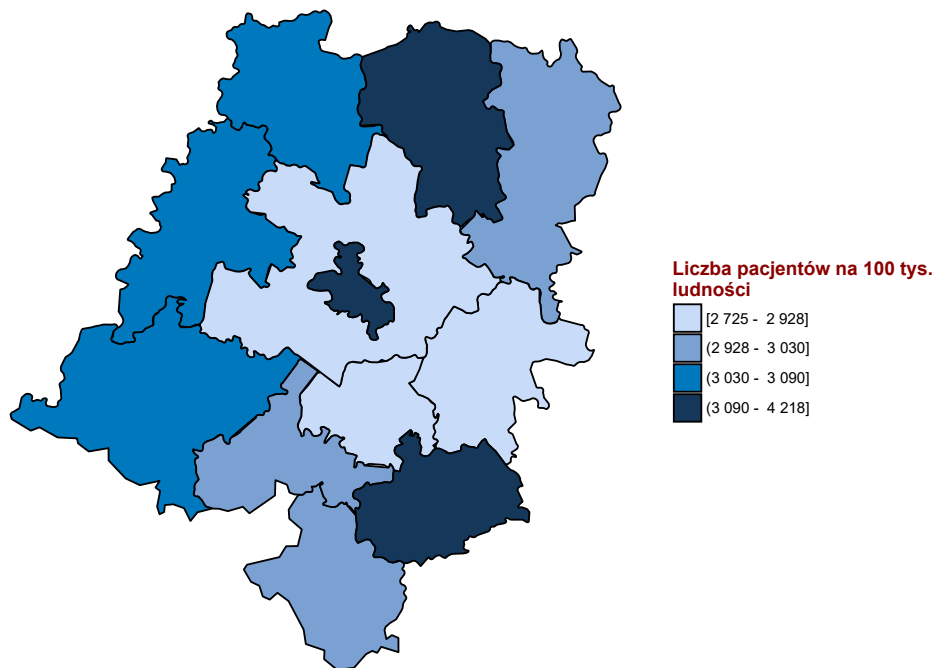 Liczba pacjentów na 100 tys.
ludności
[2 725 - 2 928]
(2 928 - 3 030]
(3 030 - 3 090]
(3 090 - 4 218]